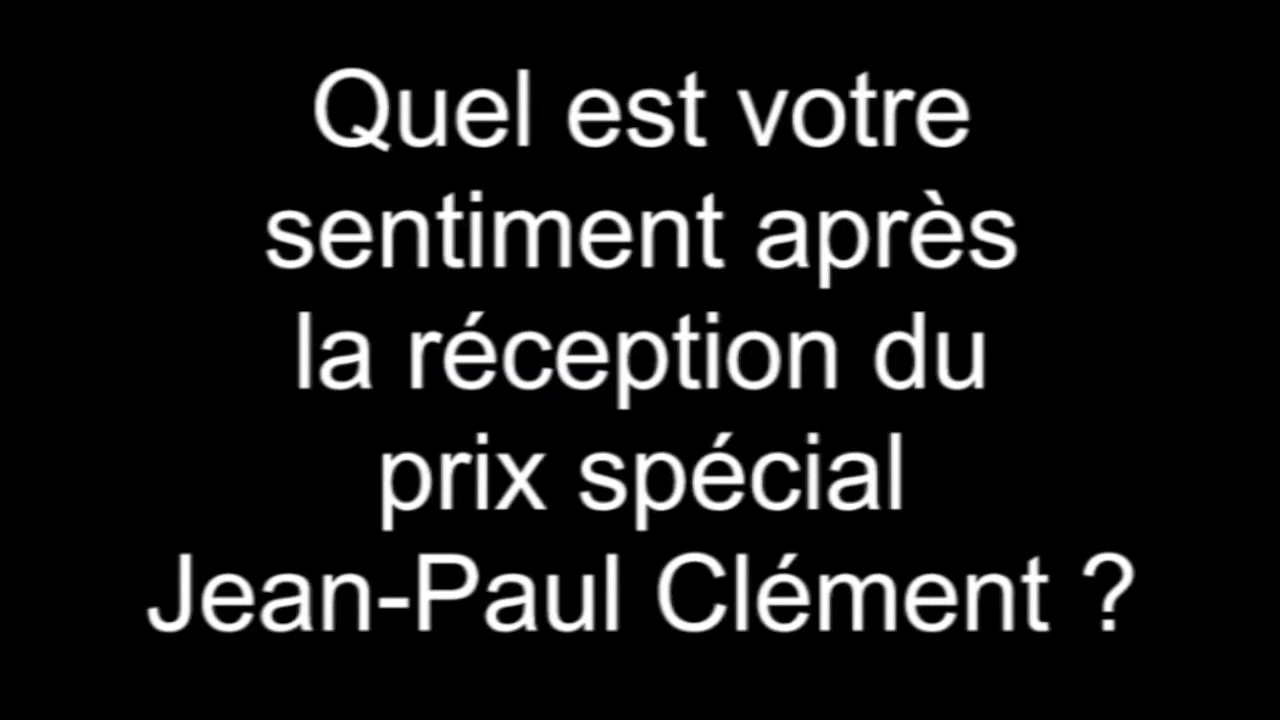 Quel est votre
sentiment après
la réception du
prix spécial
Jean-Paul Clément ?